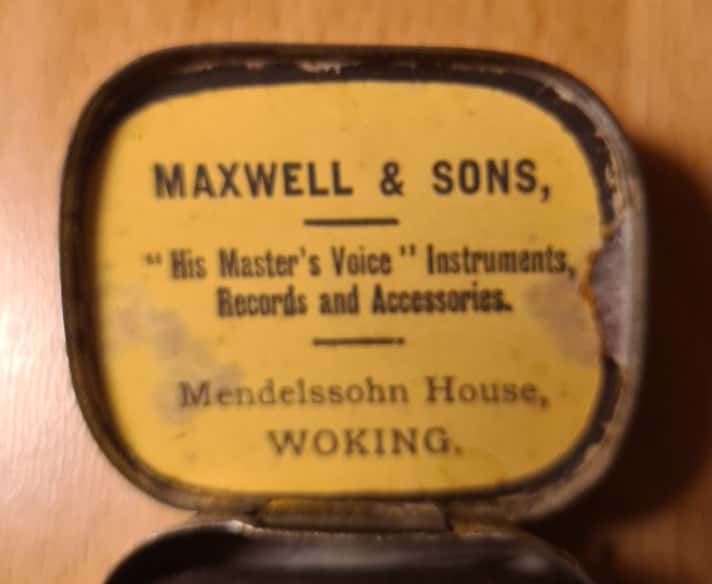 MAXWELL & SONS,
"His Master's Voice" Instruments,
Records and Accessories.
Mendelssohn House,
WOKING.